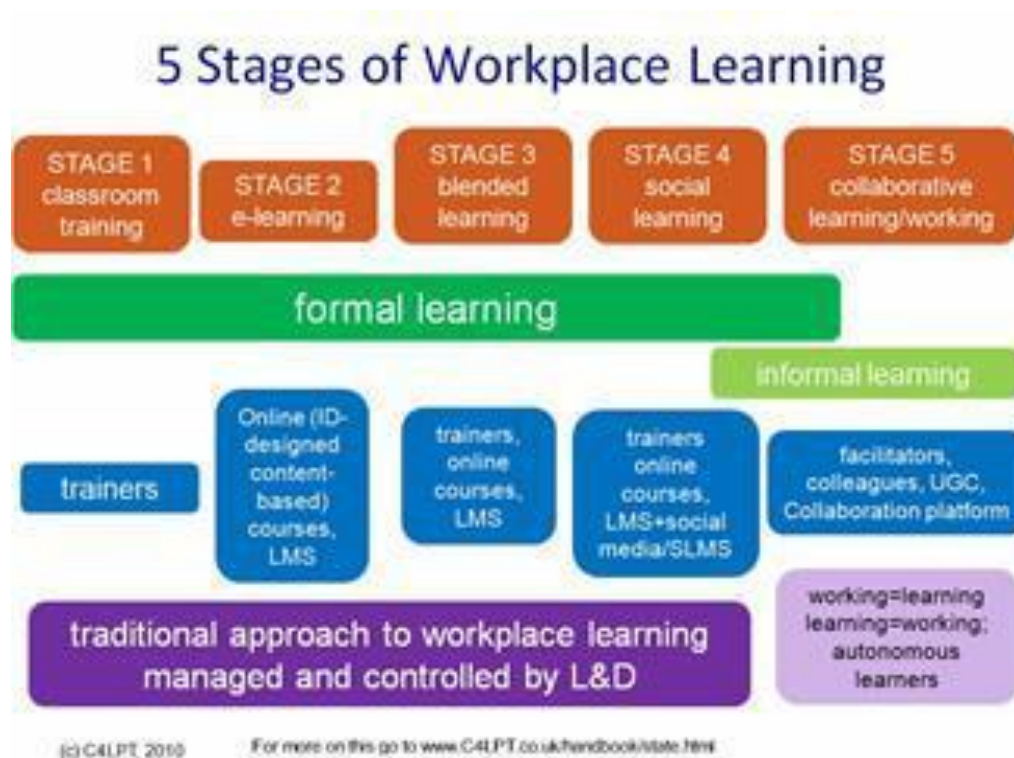 5 Stages of Workplace Learning
STAGE 1
classroom
training
STAGE 2
e-learning
STAGE 3
blended
learning
STAGE 4
social
learning
STAGE 5
collaborative
learning/working
formal learning
informal learning
trainers
Online (ID-
designed
content-
based)
courses,
LMS
trainers,
online
courses,
LMS
trainers
online
courses,
LMS+social
media/SLMS
facilitators,
colleagues, UGC,
Collaboration platform
traditional approach to workplace learning
managed and controlled by L&D
working=learning
learning=working;
autonomous
learners
(c) C4LPT, 2010
For more on this go to www.C4LPT.co.uk/handbook/state.html